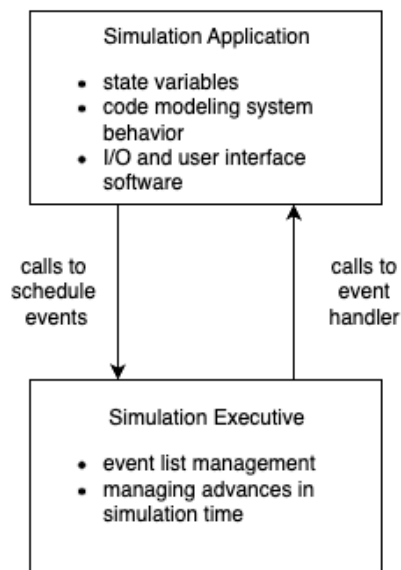 Simulation Application
• state variables
• code modeling system
behavior
• I/O and user interface
software
calls to
schedule
events
calls to
event
handler
Simulation Executive
• event list management
• managing advances in
simulation time